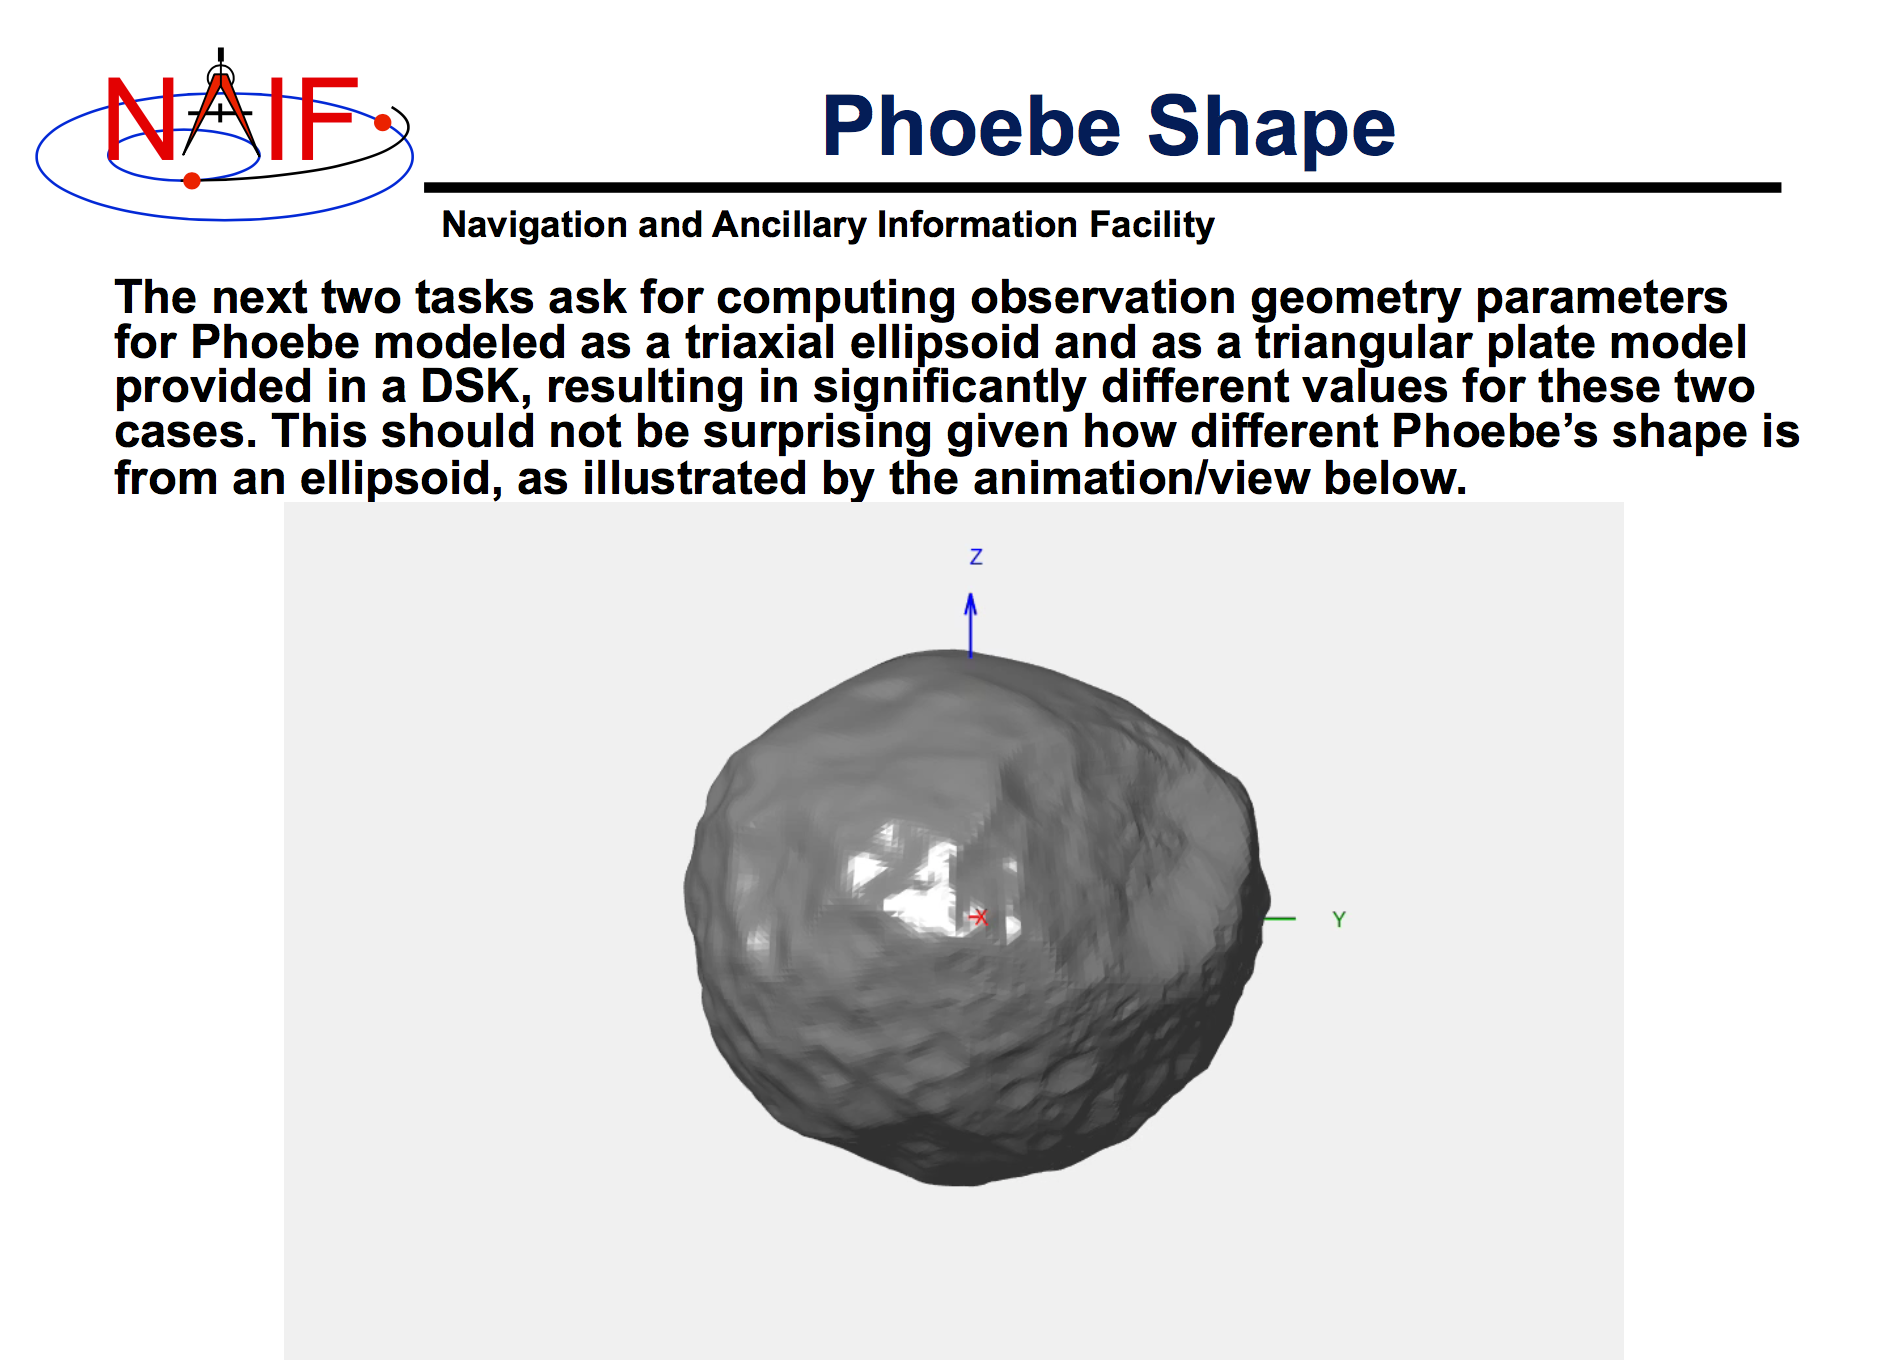 NAIF
Phoebe Shape
Navigation and Ancillary Information Facility
The next two tasks ask for computing observation geometry parameters
for Phoebe modeled as a triaxial ellipsoid and as a triangular plate model
provided in a DSK, resulting in significantly different values for these two
cases. This should not be surprising given how different Phoebe’s shape is
from an ellipsoid, as illustrated by the animation/view below.
Z
X
Y